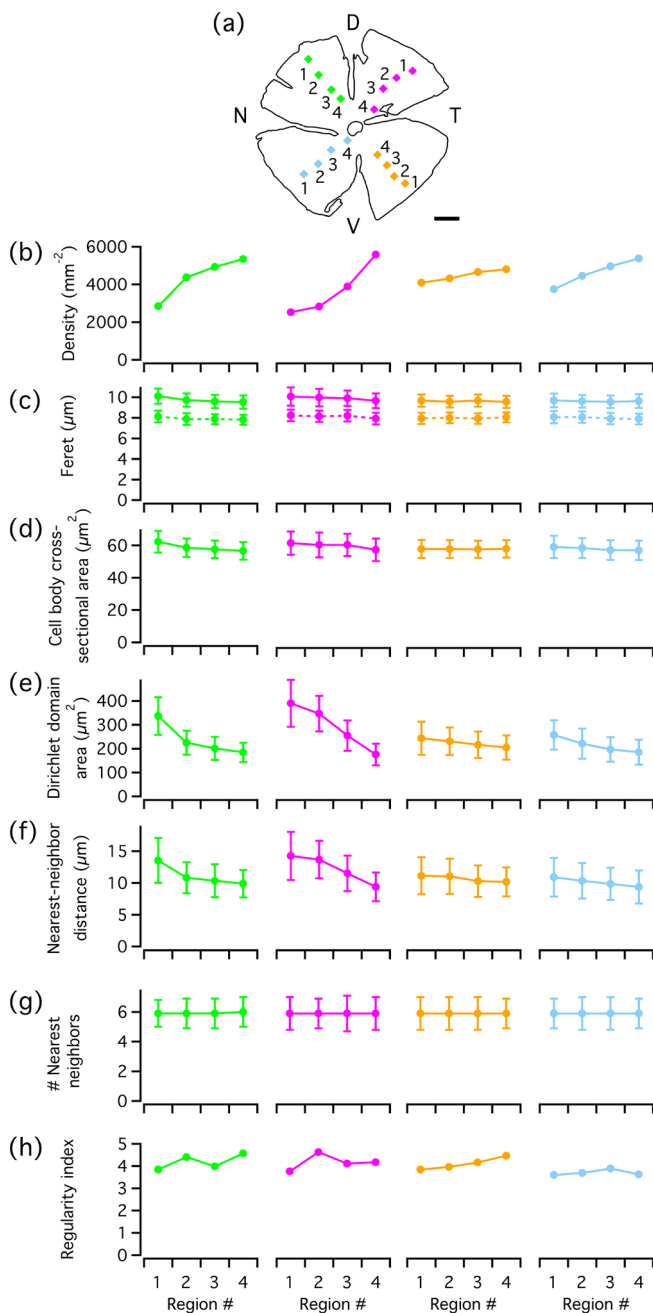 (a)
D
1
1
2
2
3
3
4
4
N
T
4
4
3
3
2
2
1
1
V
(b)
Density (mm-2)
6000
4000
2000
0
(c)
Feret (µm)
10
8
6
4
2
0
(d)
Cell body cross-
sectional area (µm2)
60
40
20
0
(e)
Dirichlet domain
area (µm2)
400
300
200
100
0
(f)
Nearest-neighbor
distance (µm)
15
10
5
0
(g)
# Nearest
neighbors
6
4
2
0
(h)
Regularity index
5
4
3
2
1
0
1 2 3 4 1 2 3 4 1 2 3 4 1 2 3 4
Region # Region # Region # Region #